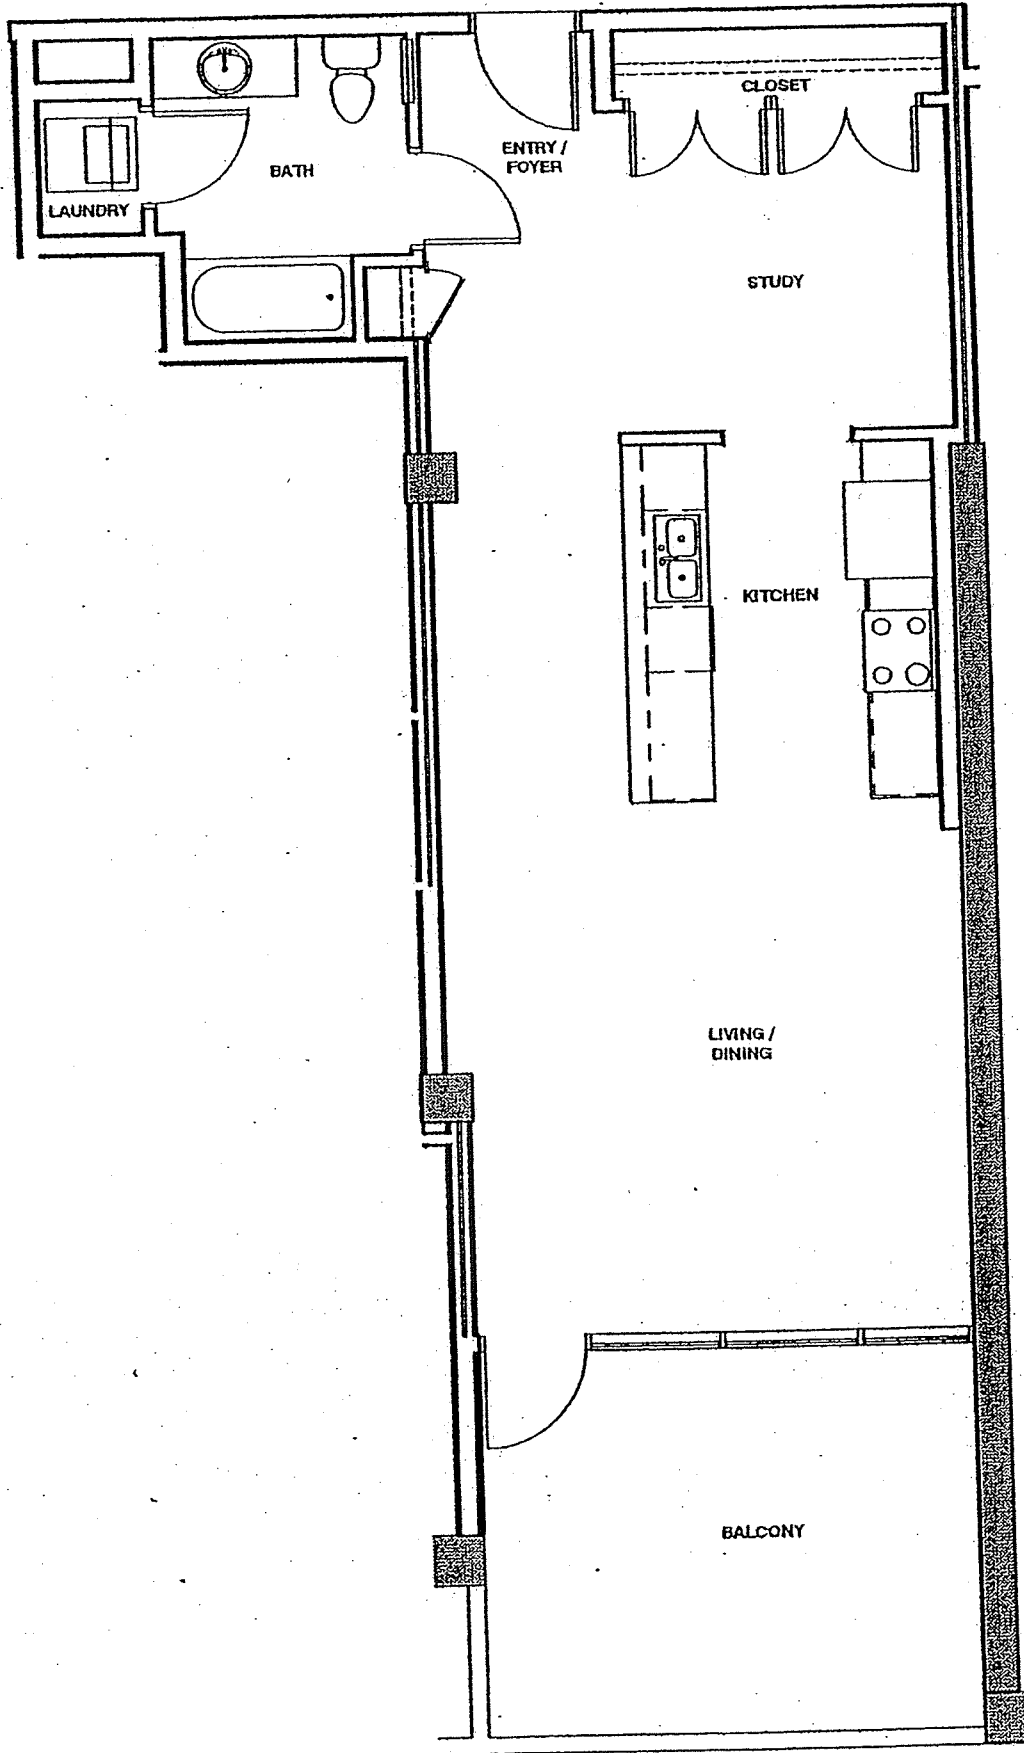 CLOSET
ENTRY /
FOYER
BATH
LAUNDRY
STUDY
KITCHEN
LIVING /
DINING
BALCONY